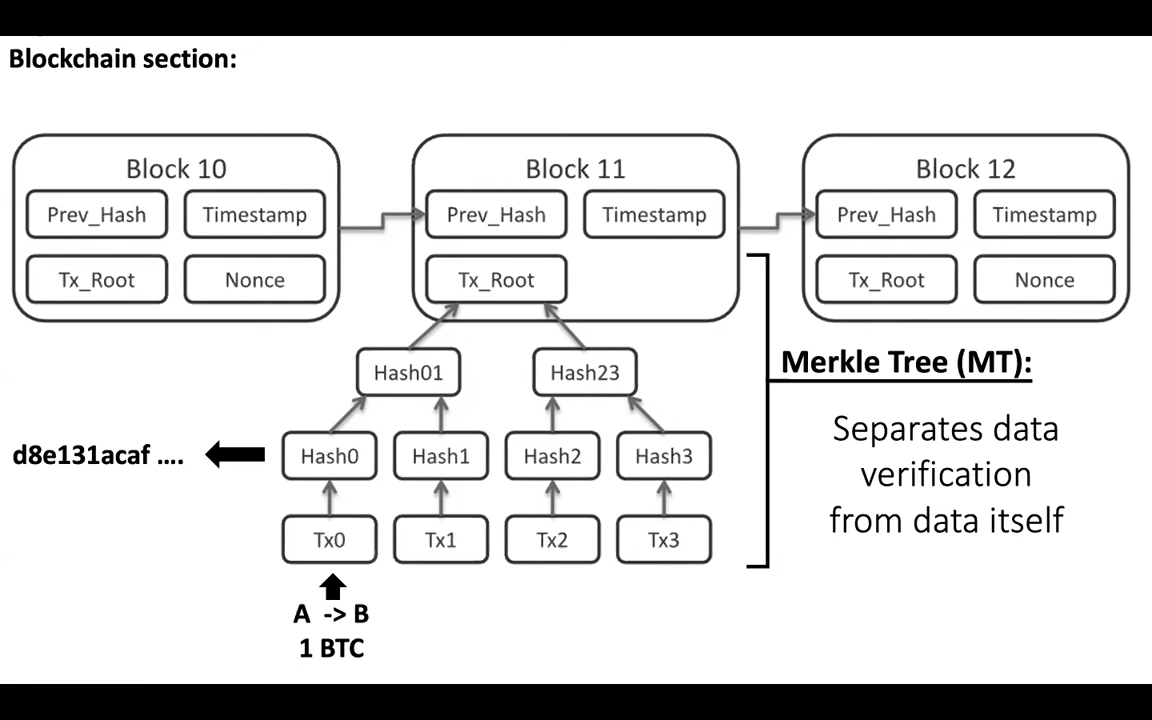 Blockchain section:
Block 10
Prev_Hash
Timestamp
Tx_Root
Nonce
Block 11
Prev_Hash
Timestamp
Tx_Root
Block 12
Prev_Hash
Timestamp
Tx_Root
Nonce
Hash01
Hash23
Merkle Tree (MT):
Separates data
verification
from data itself
d8e131acaf ....
Hash0
Hash1
Hash2
Hash3
Tx0
Tx1
Tx2
Tx3
A -> B
1 BTC